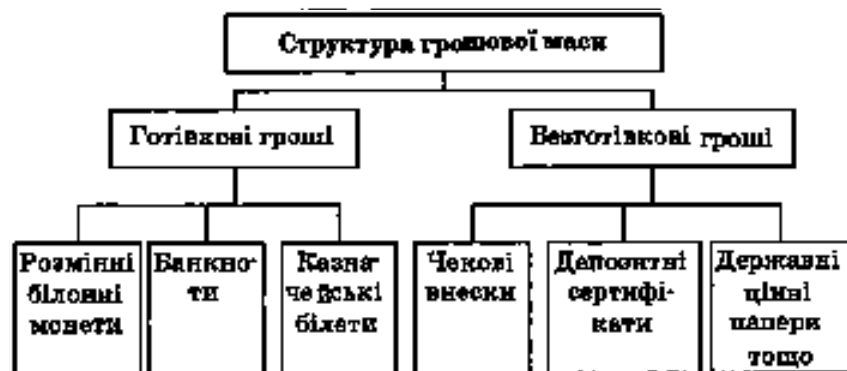 Структура грошової маси
Готівкові гроші
Безготівкові гроші
Розмінні
білонні
монети
Банкно-
ти
Казна-
чейські
білети
Чекові
внески
Депозитні
сертифі-
кати
Державні
цінні
папери
тощо